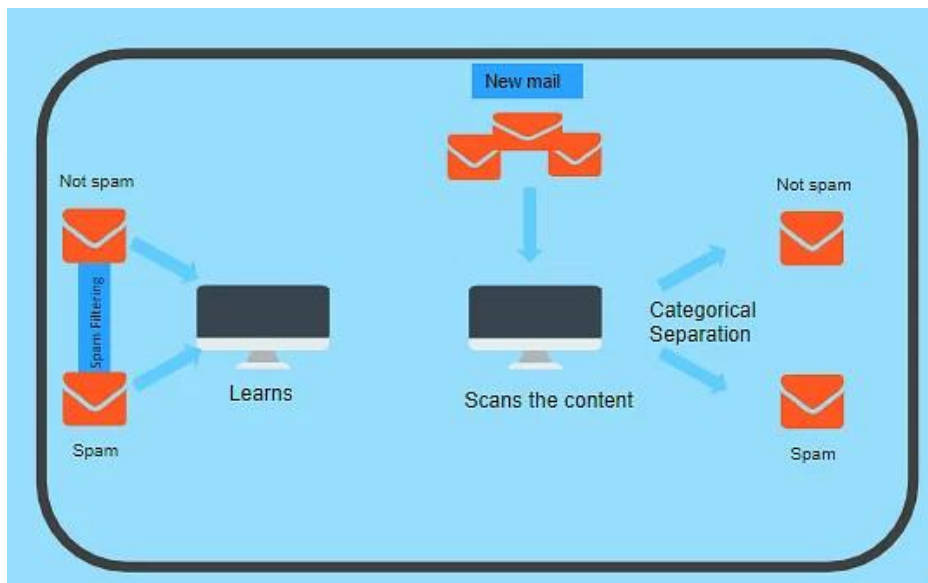 New mail
Not spam
Spam Filtering
Spam
Learns
Scans the content
Categorical
Separation
Not spam
Spam